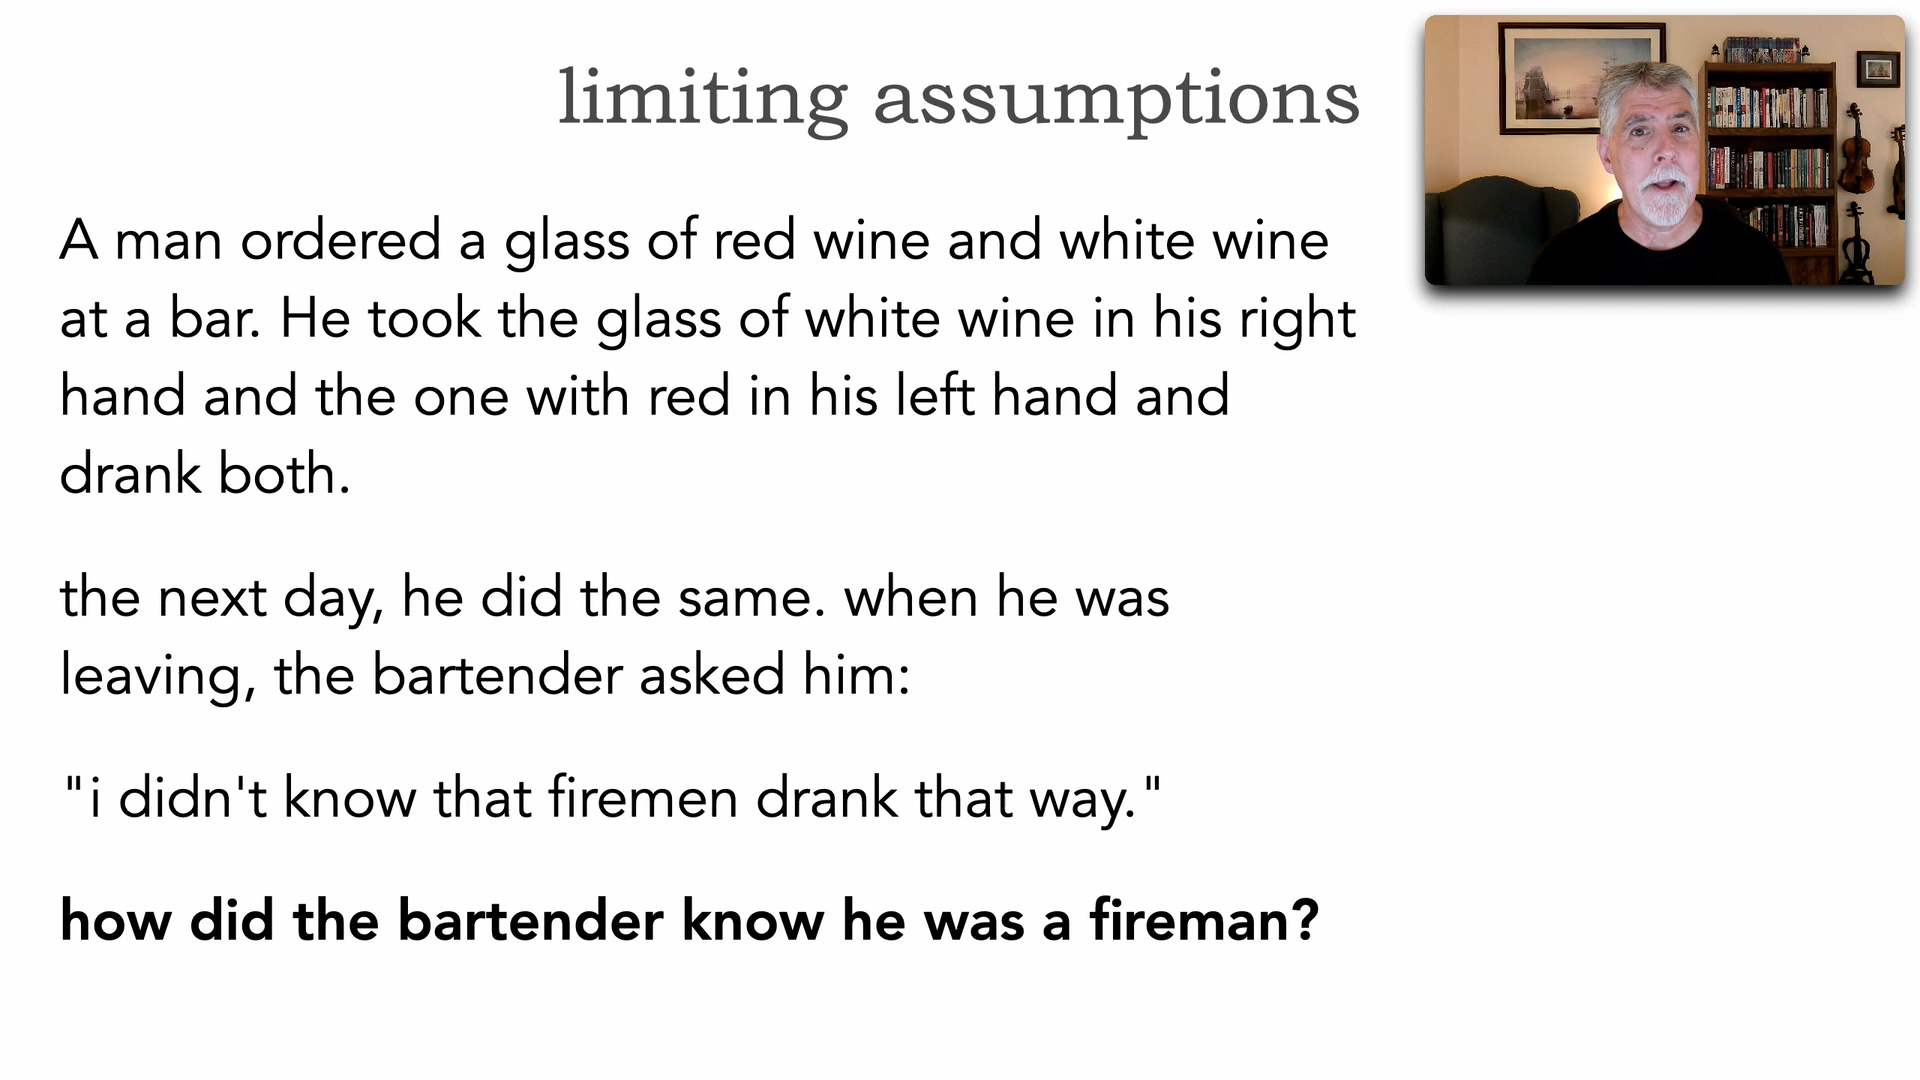 limiting assumptions
A man ordered a glass of red wine and white wine
at a bar. He took the glass of white wine in his right
hand and the one with red in his left hand and
drank both.
the next day, he did the same. when he was
leaving, the bartender asked him:
"i didn't know that firemen drank that way."
how did the bartender know he was a fireman?